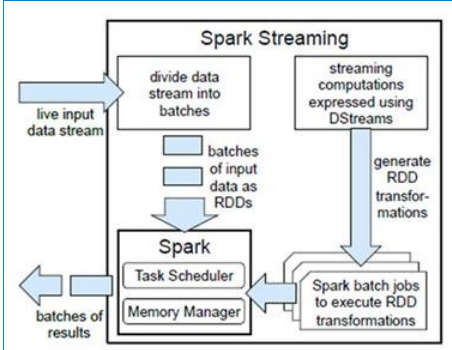 Spark Streaming
divide data
stream into
batches
streaming
computations
expressed using
DStreams
live input
data stream
batches
of input
data as
RDDs
generate
RDD
transfor-
mations
Spark
Task Scheduler
Memory Manager
Spark batch jobs
to execute RDD
transformations
batches of
results